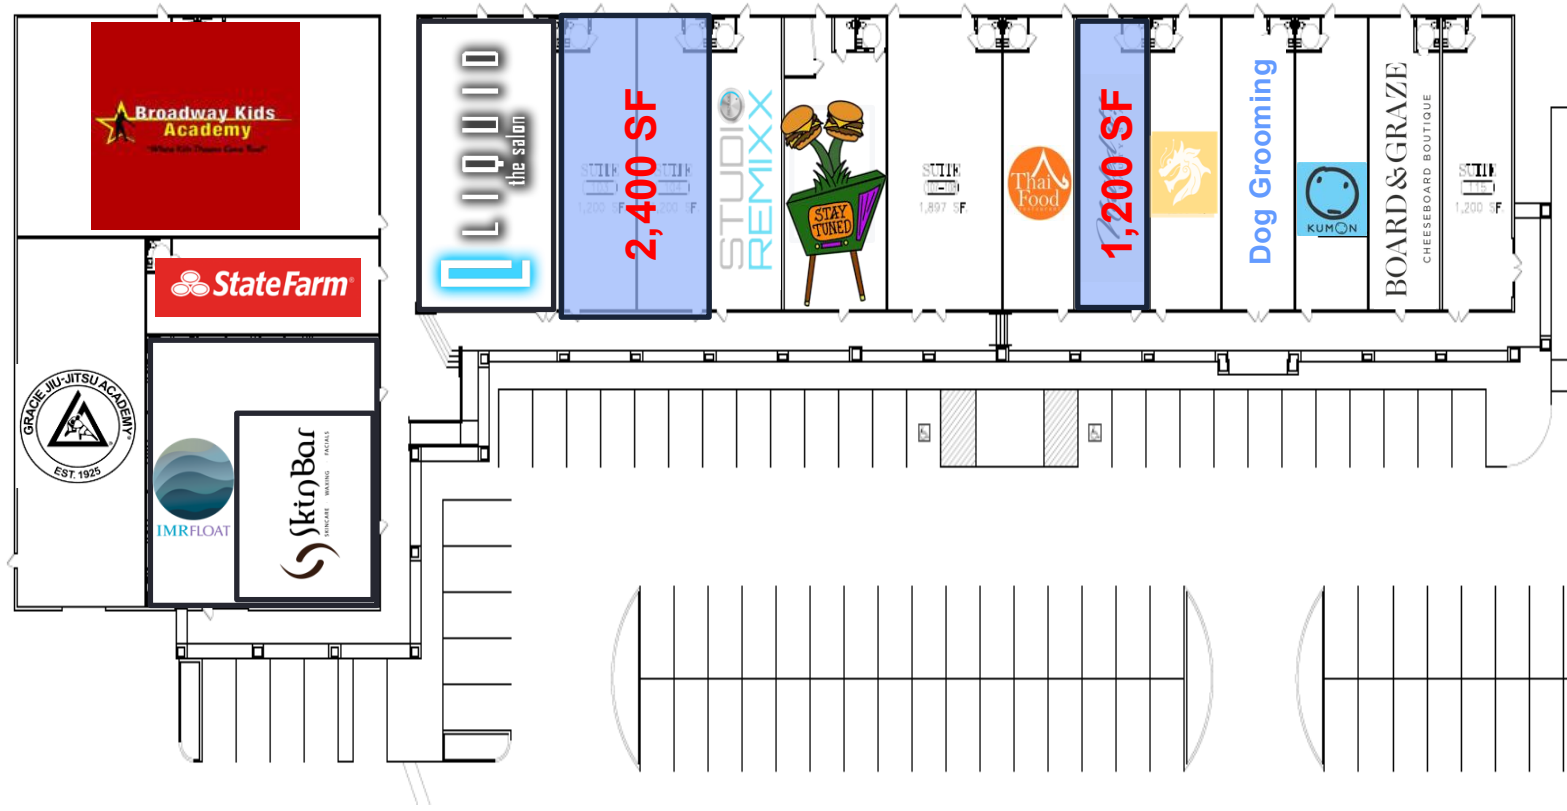 Broadway Kids
Academy
"Where Kids Dreams Come True!"
StateFarm®
GRACIE JIU-JITSU ACADEMY®
EST. 1925
IMRFLOAT
SkinBar
SKINCARE WAXING FACIALS
LIQUID
the salon
SUITE
103
1,200 SF
SUITE
104
1,200 SF
2,400 SF
STUDIO
REMIXX
STAY
TUNED
SUITE
1,897 SF.
Thai
Food
1,200 SF
Dog Grooming
KUMON
BOARD&GRAZE
CHEESEBOARD BOUTIQUE
SUITE
115
1,200 SF.